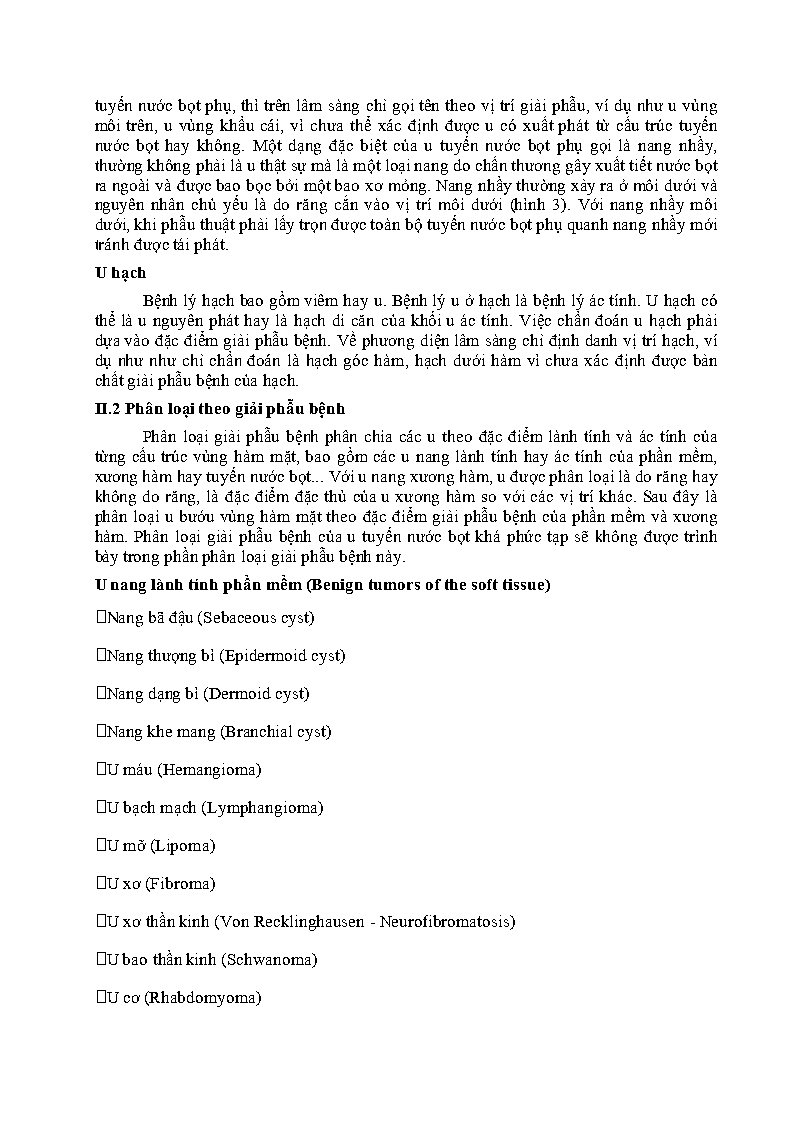 tuyến nước bọt phụ, thì trên lâm sàng chỉ gọi tên theo vị trí giải phẫu, ví dụ như u vùng
môi trên, u vùng khẩu cái, vì chưa thể xác định được u có xuất phát từ cấu trúc tuyến
nước bọt hay không. Một dạng đặc biệt của u tuyến nước bọt phụ gọi là nang nhầy,
thường không phải là u thật sự mà là một loại nang do chấn thương gây xuất tiết nước bọt
ra ngoài và được bao bọc bởi một bao xơ mỏng. Nang nhầy thường xảy ra ở môi dưới và
nguyên nhân chủ yếu là do răng cắn vào vị trí môi dưới (hình 3). Với nang nhầy môi
dưới, khi phẫu thuật phải lấy trọn được toàn bộ tuyến nước bọt phụ quanh nang nhầy mới
tránh được tái phát.
U hạch
Bệnh lý hạch bao gồm viêm hay u. Bệnh lý u ở hạch là bệnh lý ác tính. U hạch có
thể là u nguyên phát hay là hạch di căn của khối u ác tính. Việc chẩn đoán u hạch phải
dựa vào đặc điểm giải phẫu bệnh. Về phương diện lâm sàng chỉ định danh vị trí hạch, ví
dụ như như chỉ chẩn đoán là hạch góc hàm, hạch dưới hàm vì chưa xác định được bản
chất giải phẫu bệnh của hạch.
II.2 Phân loại theo giải phẫu bệnh
Phân loại giải phẫu bệnh phân chia các u theo đặc điểm lành tính và ác tính của
từng cấu trúc vùng hàm mặt, bao gồm các u nang lành tính hay ác tính của phần mềm,
xương hàm hay tuyến nước bọt... Với u nang xương hàm, u được phân loại là do răng hay
không do răng, là đặc điểm đặc thù của u xương hàm so với các vị trí khác. Sau đây là
phân loại u bướu vùng hàm mặt theo đặc điểm giải phẫu bệnh của phần mềm và xương
hàm. Phân loại giải phẫu bệnh của u tuyến nước bọt khá phức tạp sẽ không được trình
bày trong phần phân loại giải phẫu bệnh này.
U nang lành tính phần mềm (Benign tumors of the soft tissue)
Nang bã đậu (Sebaceous cyst)
Nang thượng bì (Epidermoid cyst)
Nang dạng bì (Dermoid cyst)
Nang khe mang (Branchial cyst)
U máu (Hemangioma)
U bạch mạch (Lymphangioma)
U mỡ (Lipoma)
U xơ (Fibroma)
U xơ thần kinh (Von Recklinghausen - Neurofibromatosis)
U bao thần kinh (Schwanoma)
U cơ (Rhabdomyoma)